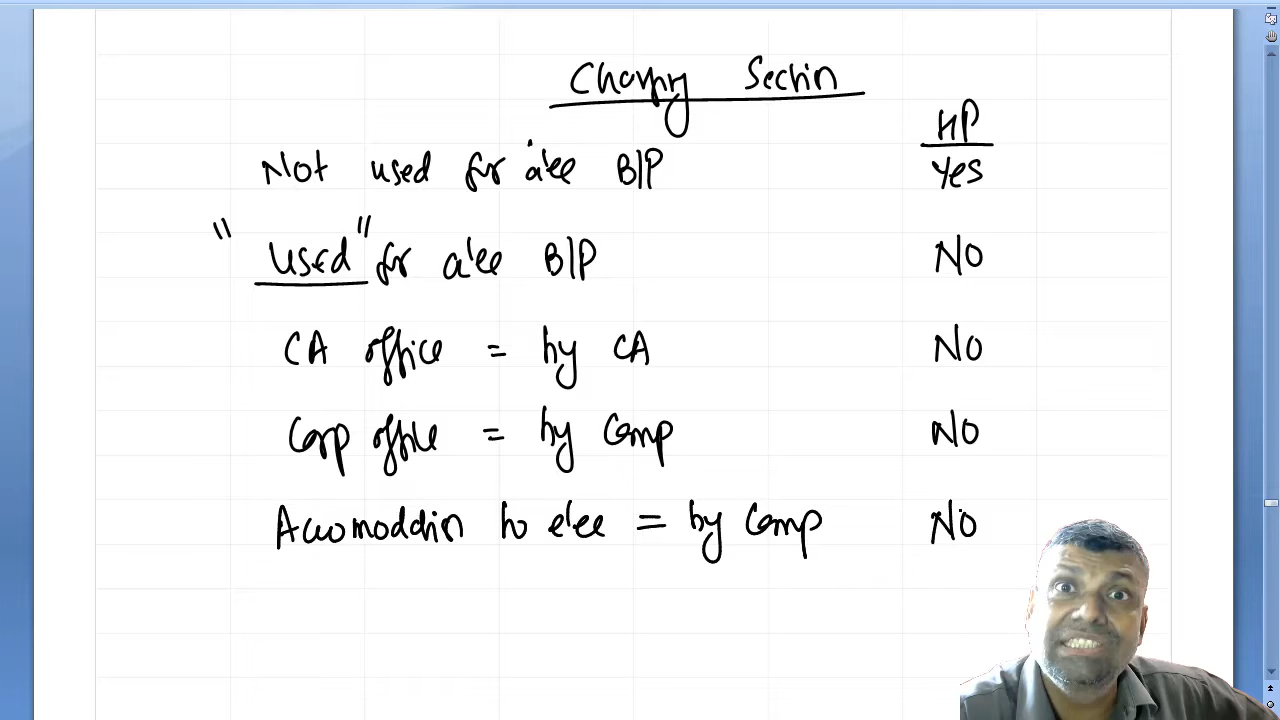 Charging Section
HP
Not used for a'ee B/P Yes
"Used" for a'ee B/P No
CA office = by CA No
Corp office = by Comp No
Accomodation to e'ee = by Comp No